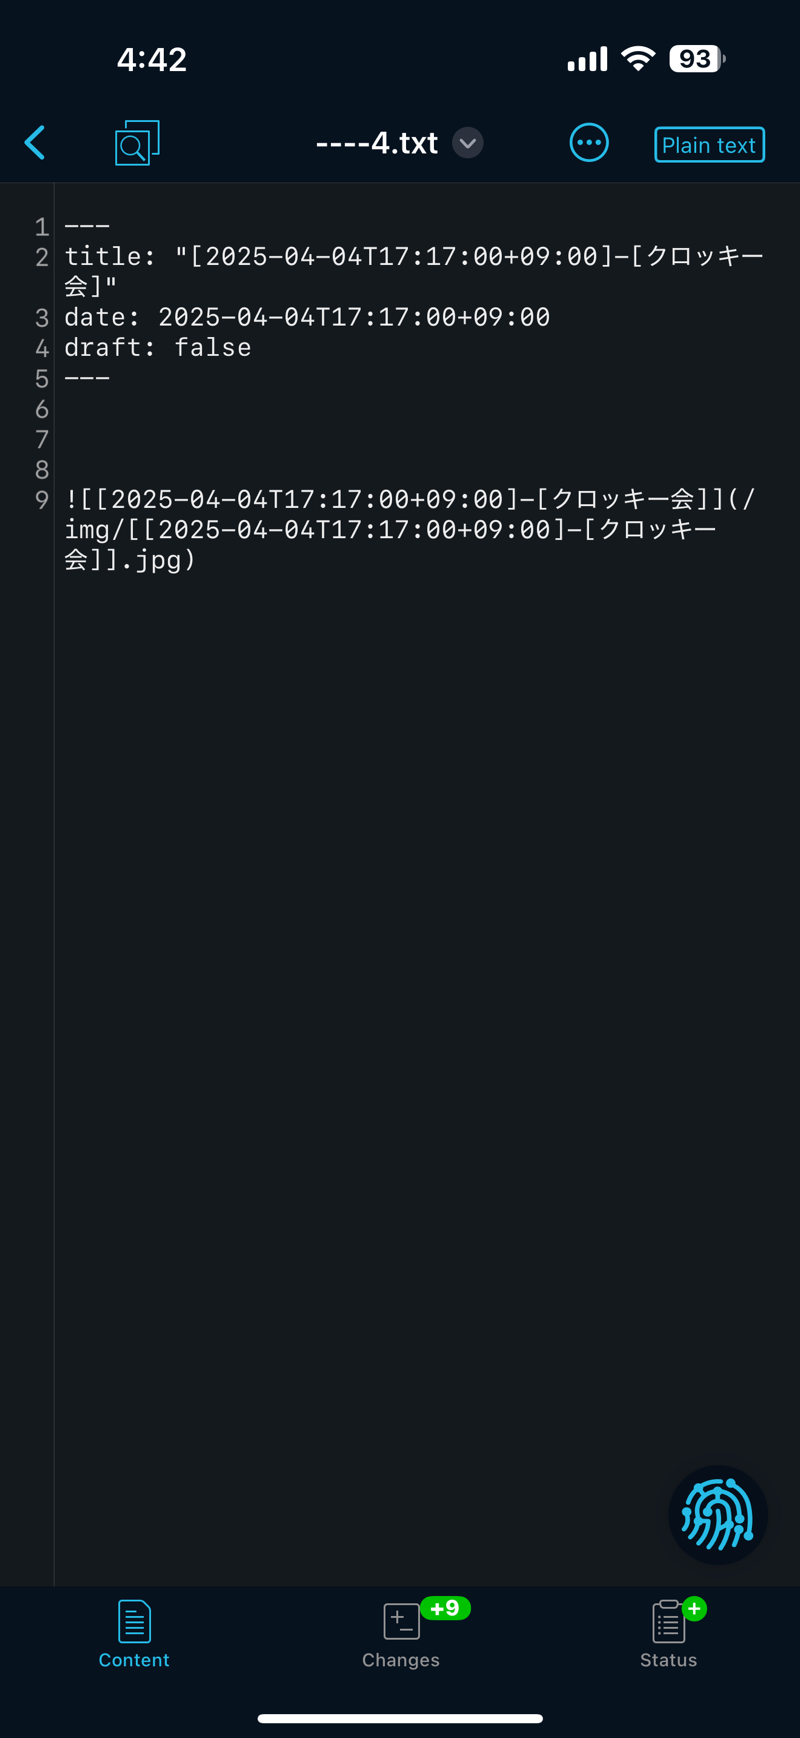 4:42
93
----4.txt
Plain text
1 ---
2 title: "[2025-04-04T17:17:00+09:00]-[クロッキー
会]"
3 date: 2025-04-04T17:17:00+09:00
4 draft: false
5 ---
6
7
8
9 ![[2025-04-04T17:17:00+09:00]-[クロッキー会]](/
img/[[2025-04-04T17:17:00+09:00]-[クロッキー
会]].jpg)
+9
+
Content
Changes
Status